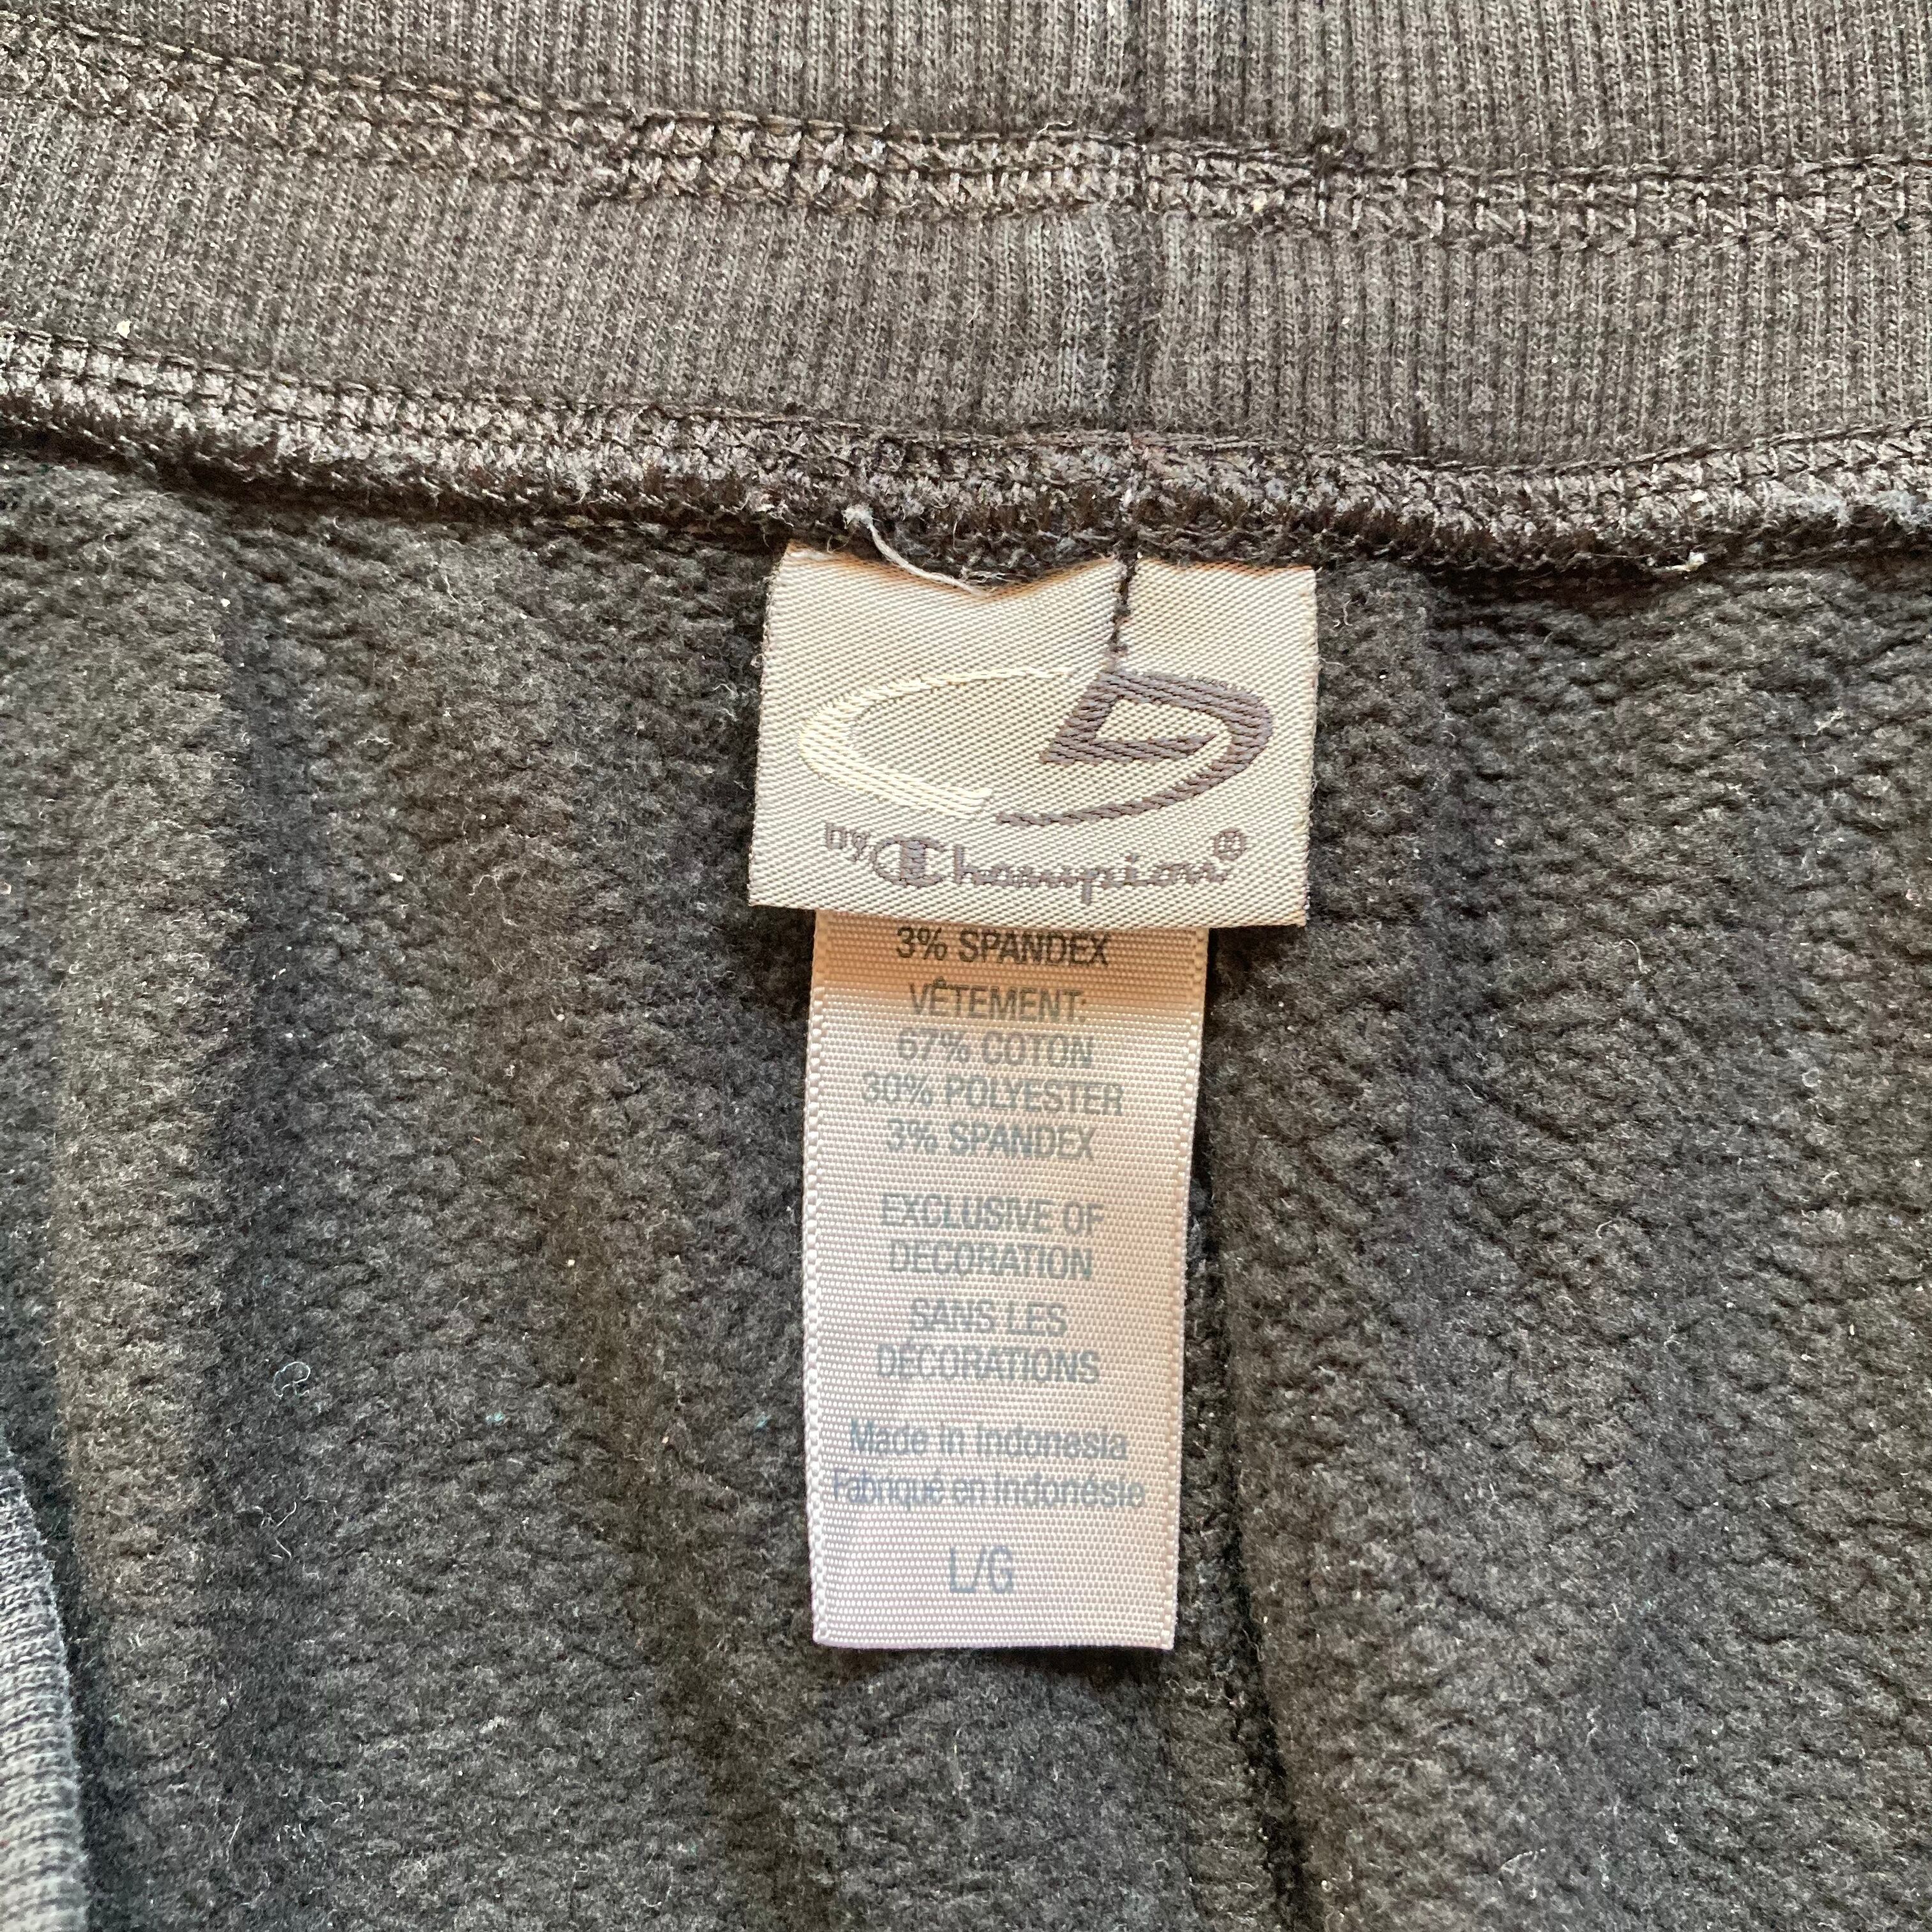 BY Champion®
3% SPANDEX
VÊTEMENT:
67% COTON
30% POLYESTER
3% SPANDEX
EXCLUSIVE OF
DECORATION
SANS LES
DÉCORATIONS
Made in Indonesia
Fabriqué en Indonésie
L/G